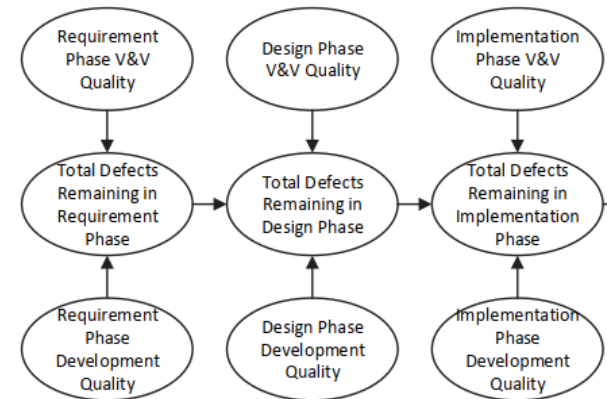 Requirement
Phase V&V
Quality
Design Phase
V&V Quality
Implementation
Phase V&V
Quality
Total Defects
Remaining in
Requirement
Phase
Total Defects
Remaining in
Design Phase
Total Defects
Remaining in
Implementation
Phase
Requirement
Phase
Development
Quality
Design Phase
Development
Quality
Implementation
Phase
Development
Quality